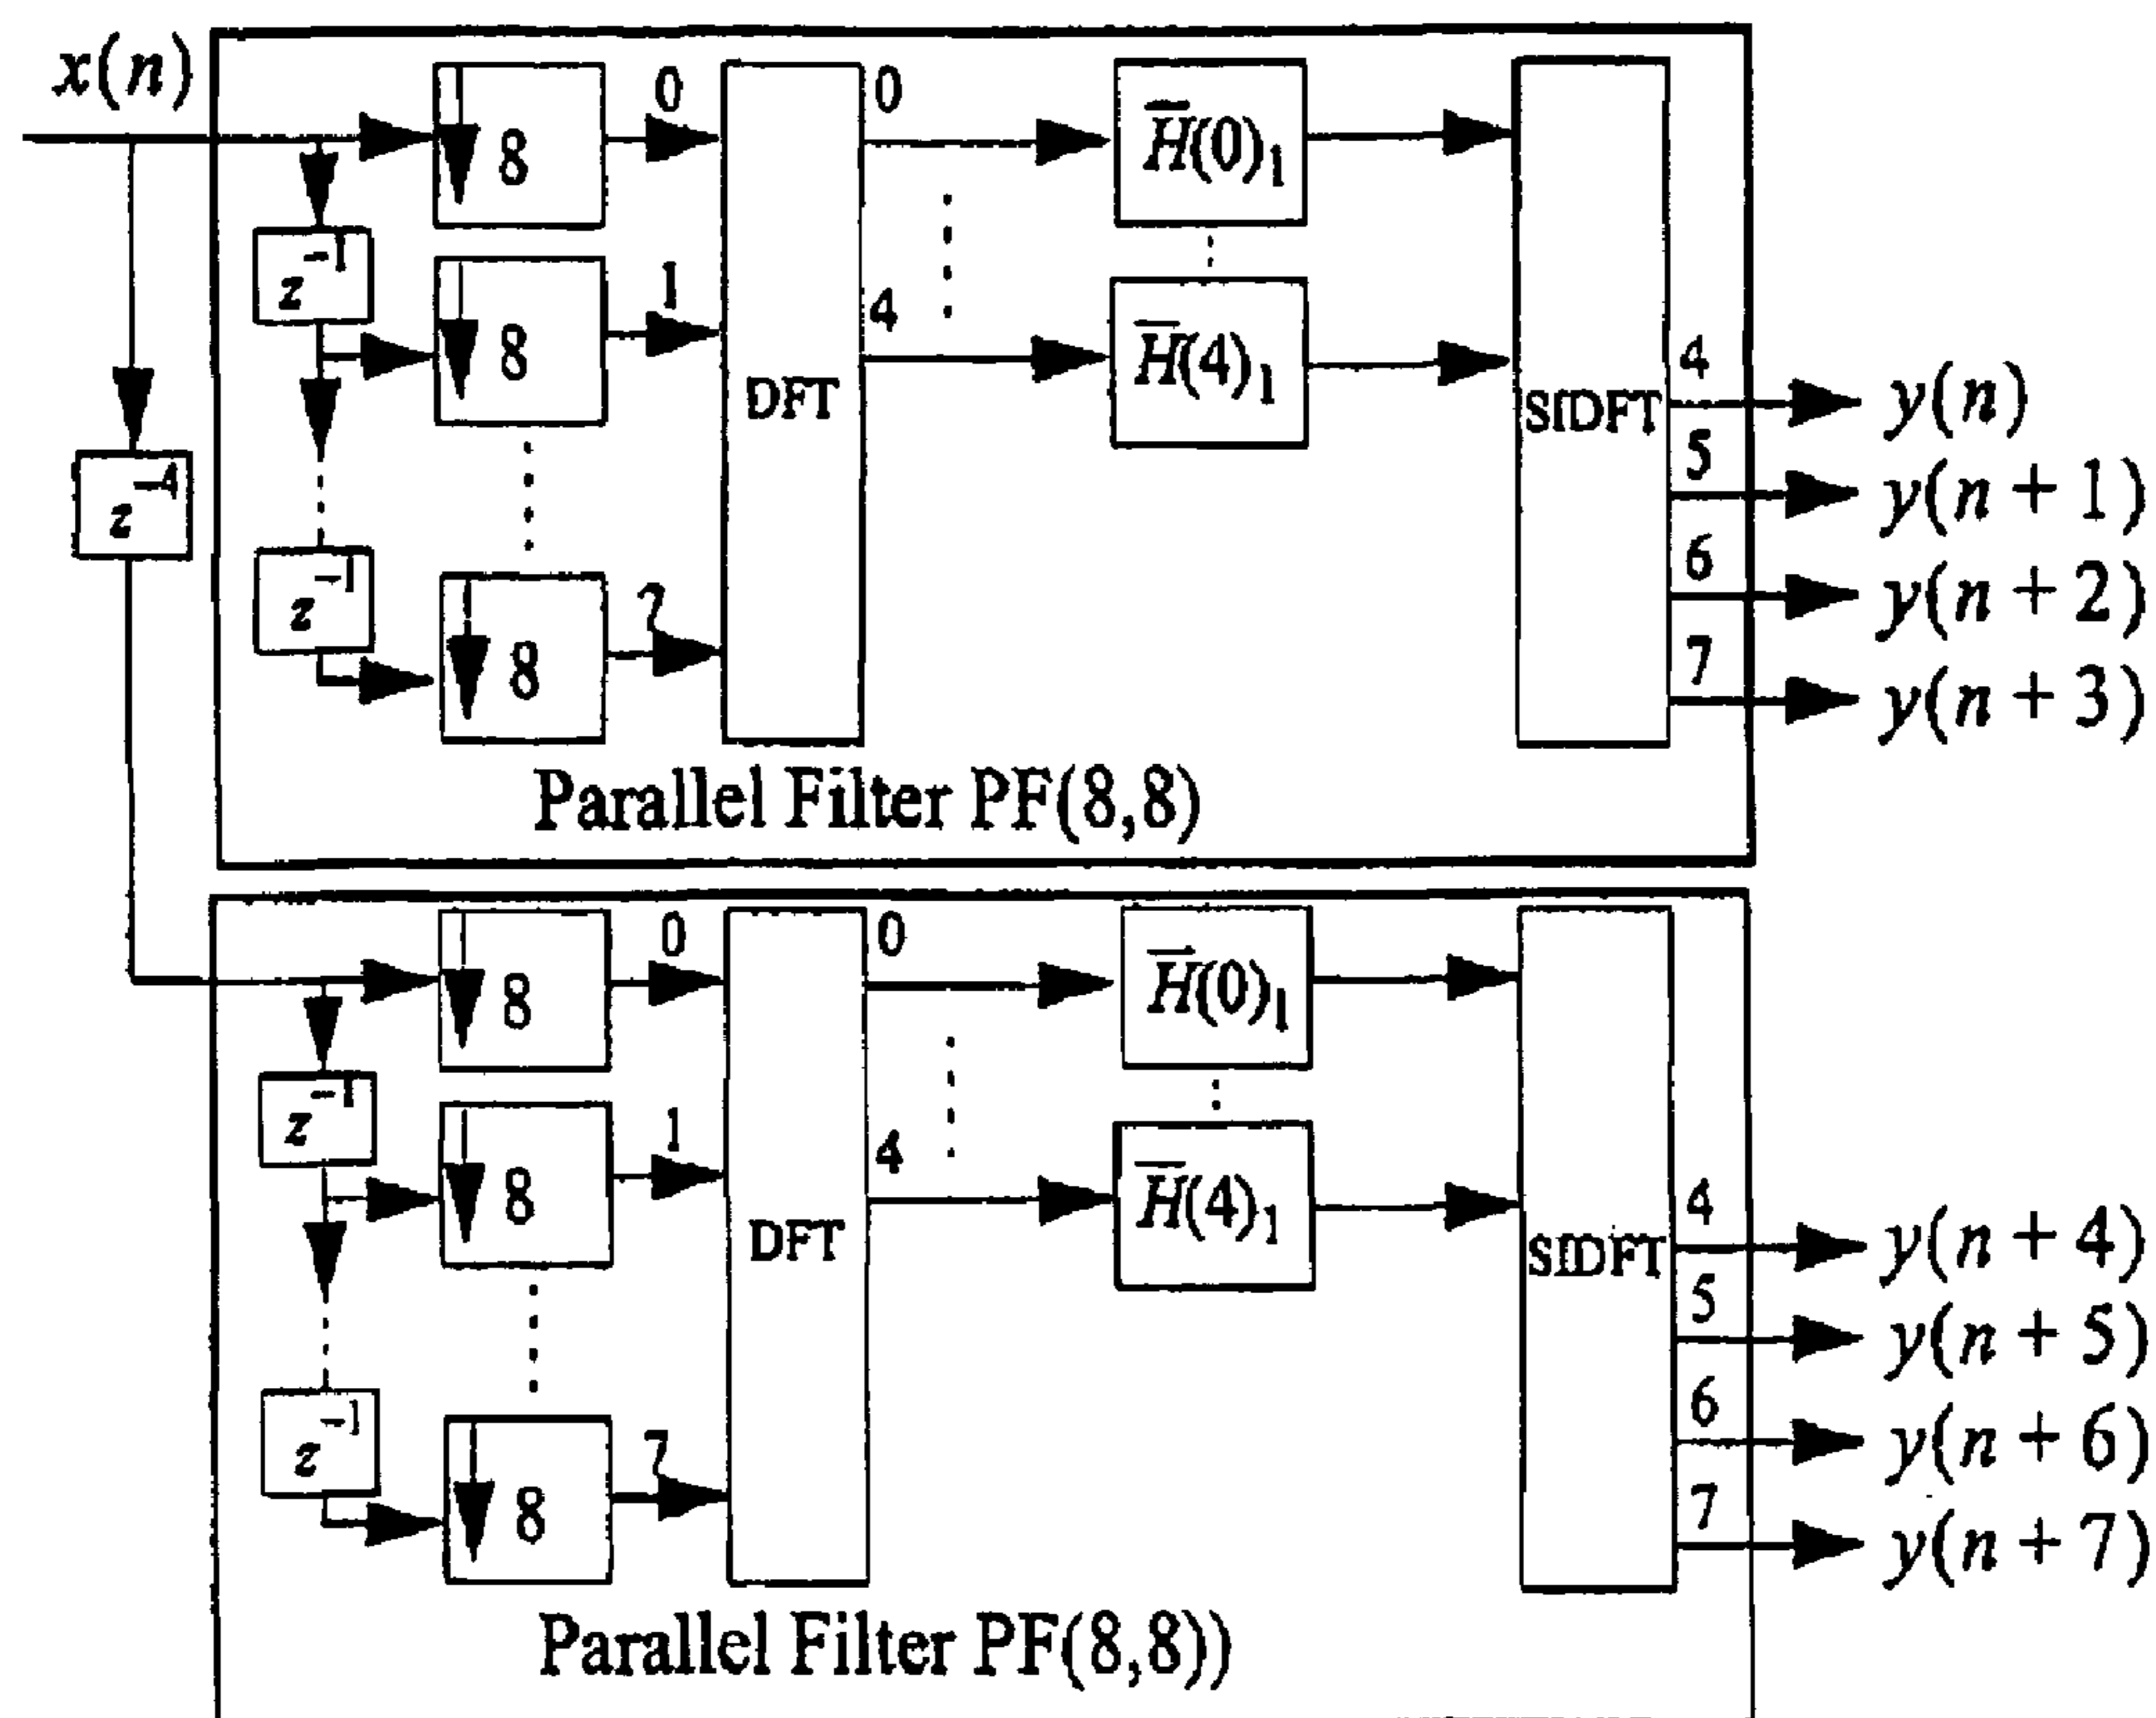 x(n)
8
0
0
H̅(0)₁
z⁻¹
8
1
4
H̅(4)₁
DFT
SIDFT
4
y(n)
5
y(n + 1)
z⁻⁴
6
y(n + 2)
z⁻¹
8
7
7
y(n + 3)
Parallel Filter PF(8,8)
8
0
0
H̅(0)₁
z⁻¹
8
1
4
H̅(4)₁
DFT
SIDFT
4
y(n + 4)
5
y(n + 5)
6
y(n + 6)
z⁻¹
8
7
7
y(n + 7)
Parallel Filter PF(8,8))